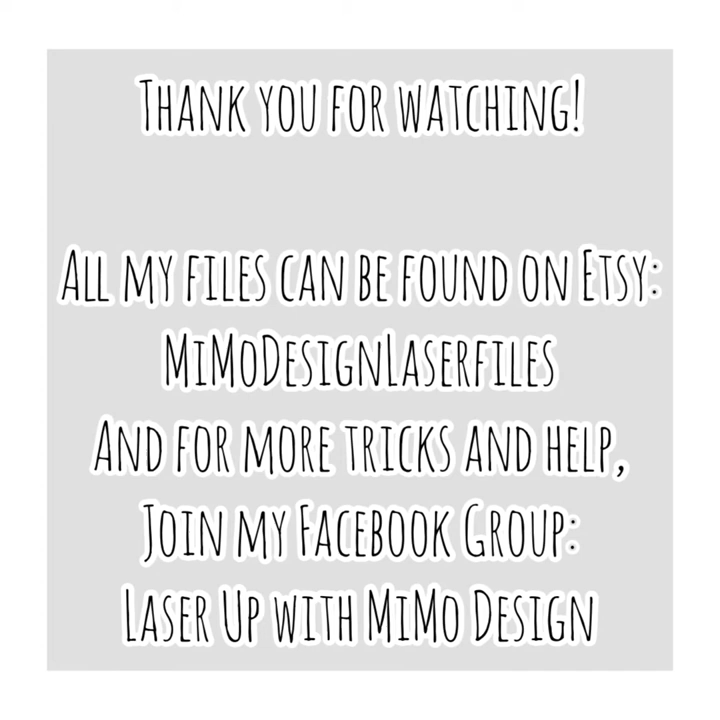 Thank you for watching!
All my files can be found on Etsy:
MiMoDesignLaserfiles
And for more tricks and help,
Join my Facebook Group:
Laser Up with MiMo Design